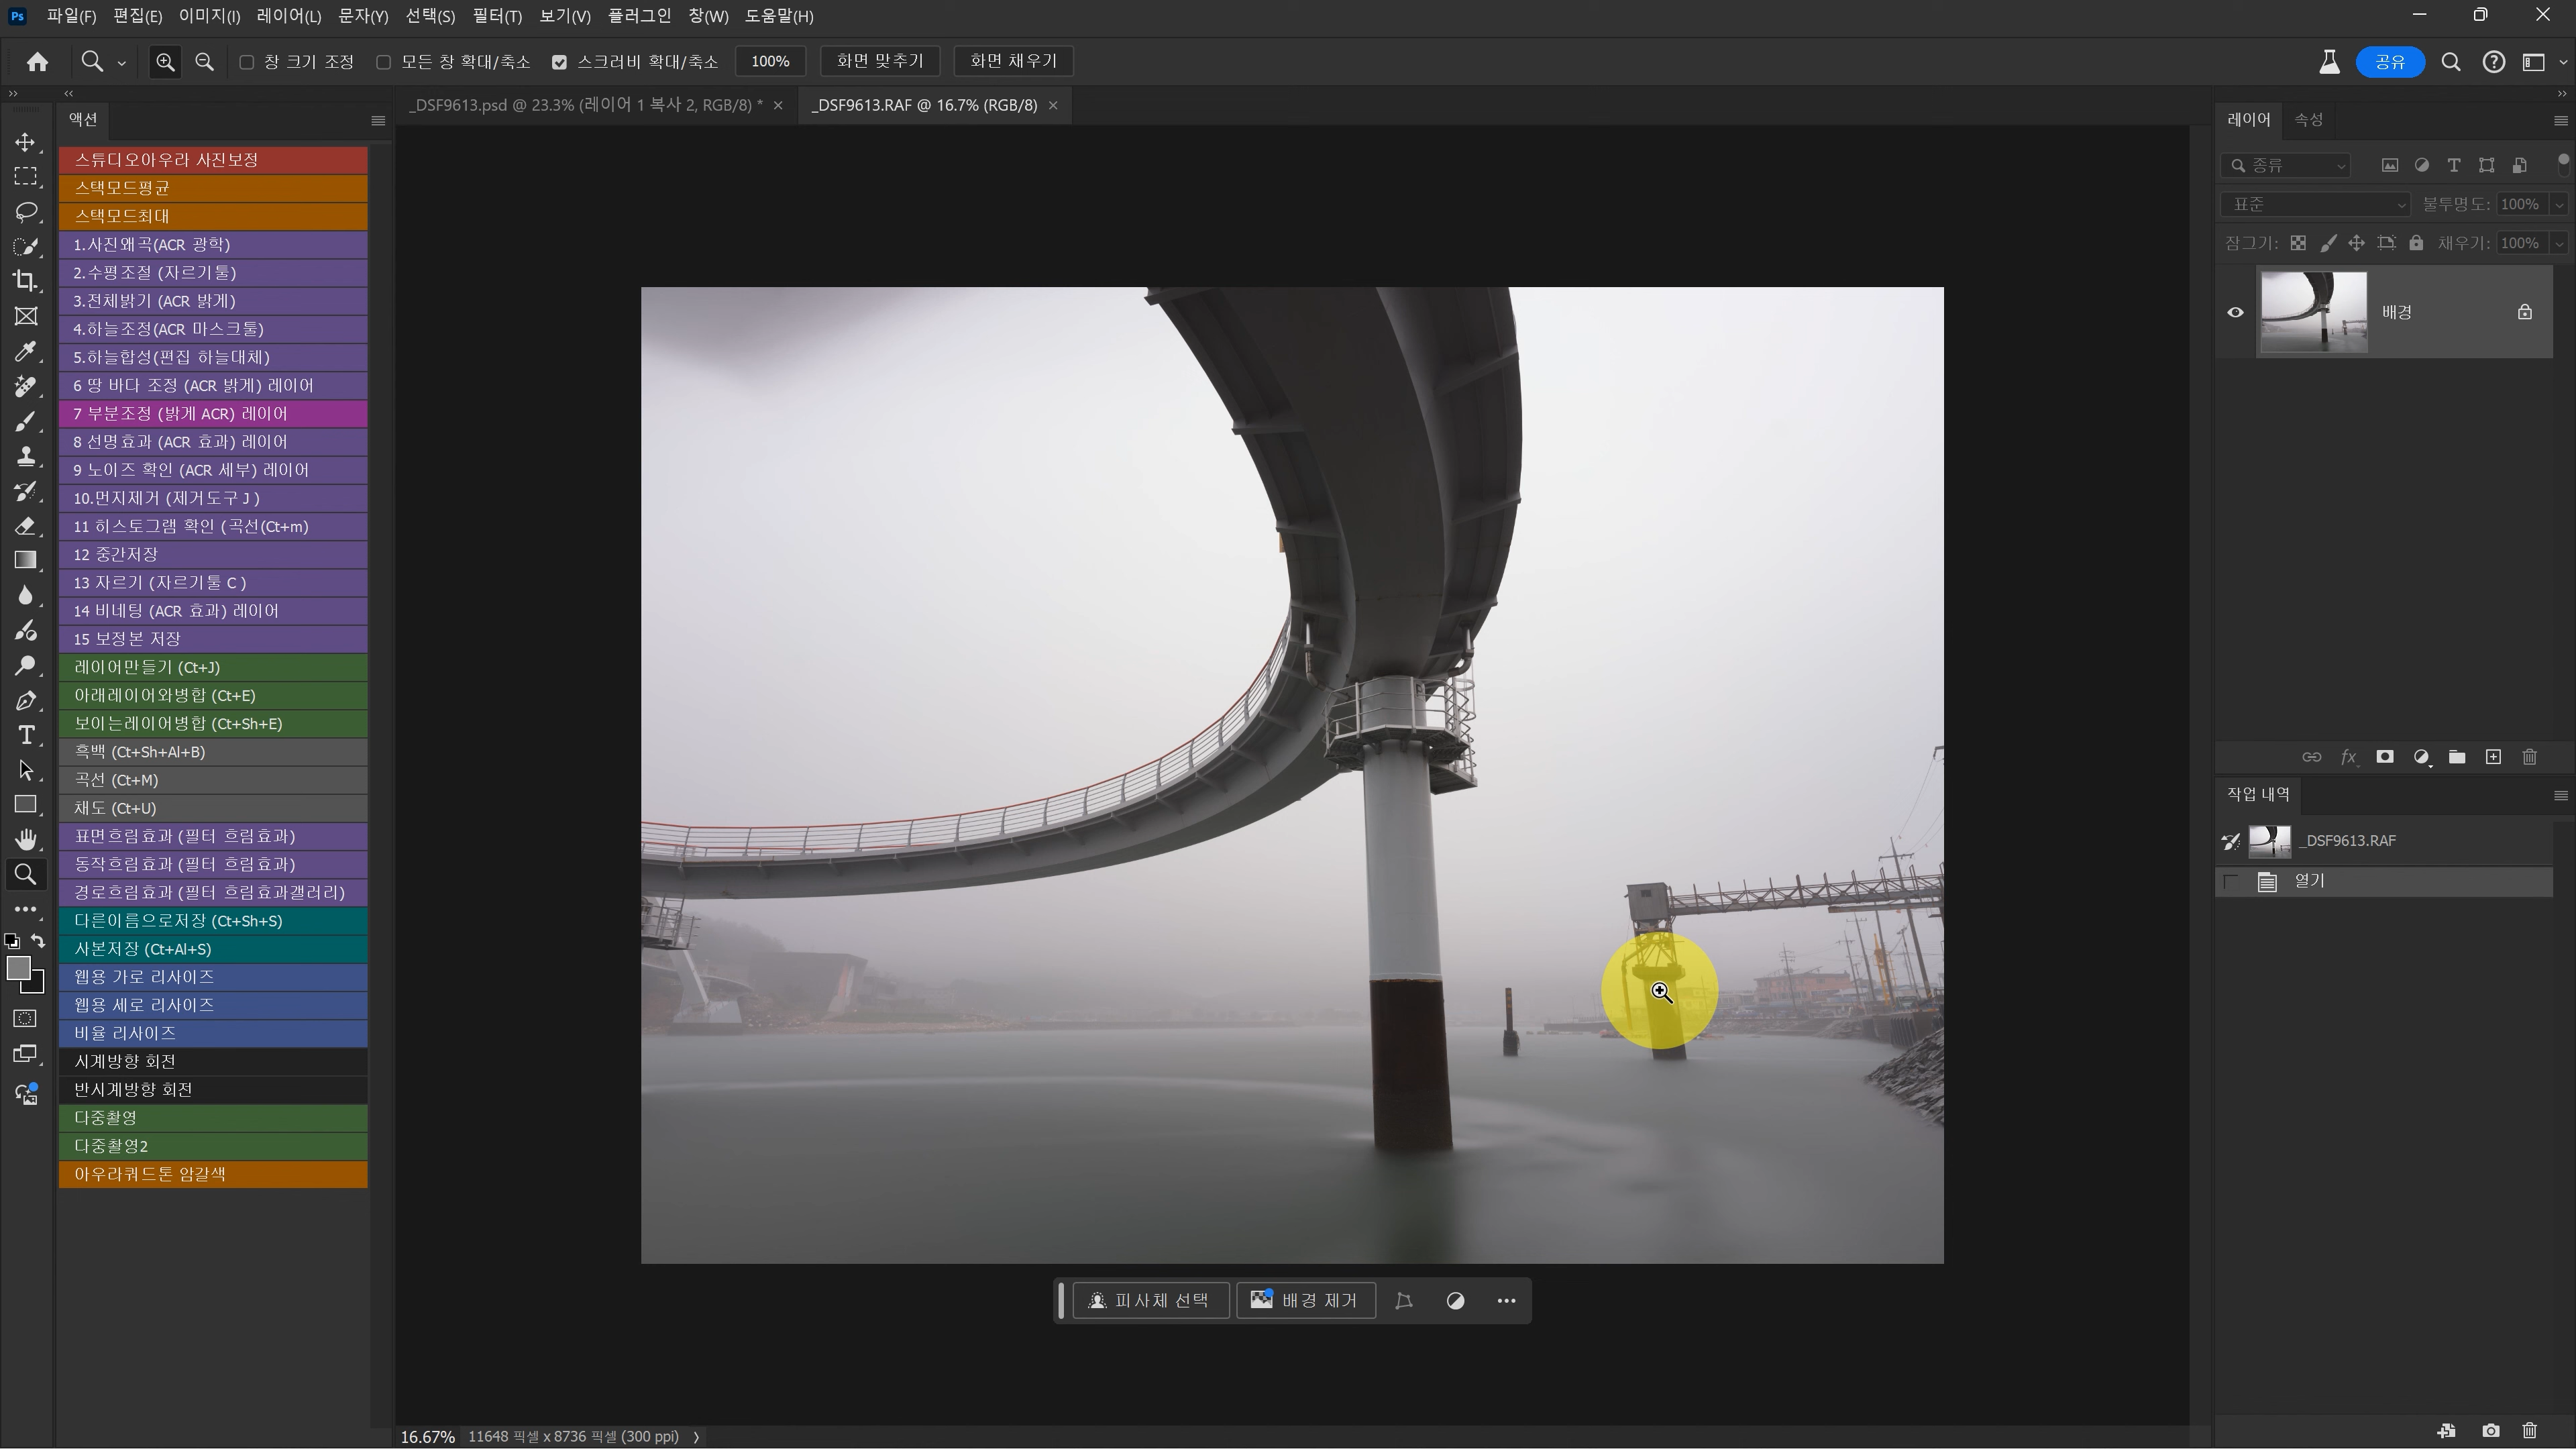 Ps 파일(F) 편집(E) 이미지(I) 레이어(L) 문자(Y) 선택(S) 필터(T) 보기(V) 플러그인 창(W) 도움말(H)
창 크기 조정 모든 창 확대/축소 스크러비 확대/축소 100% 화면 맞추기 화면 채우기 공유
_DSF9613.psd @ 23.3% (레이어 1 복사 2, RGB/8) * _DSF9613.RAF @ 16.7% (RGB/8)
액션
스튜디오아우라 사진보정
스택모드평균
스택모드최대
1.사진왜곡(ACR 광학)
2.수평조절 (자르기툴)
3.전체밝기 (ACR 밝게)
4.하늘조정(ACR 마스크툴)
5.하늘합성(편집 하늘대체)
6 땅 바다 조정 (ACR 밝게) 레이어
7 부분조정 (밝게 ACR) 레이어
8 선명효과 (ACR 효과) 레이어
9 노이즈 확인 (ACR 세부) 레이어
10.먼지제거 (제거도구 J )
11 히스토그램 확인 (곡선(Ct+m)
12 중간저장
13 자르기 (자르기툴 C )
14 비네팅 (ACR 효과) 레이어
15 보정본 저장
레이어만들기 (Ct+J)
아래레이어와병합 (Ct+E)
보이는레이어병합 (Ct+Sh+E)
흑백 (Ct+Sh+Al+B)
곡선 (Ct+M)
채도 (Ct+U)
표면흐림효과 (필터 흐림효과)
동작흐림효과 (필터 흐림효과)
경로흐림효과 (필터 흐림효과갤러리)
다른이름으로저장 (Ct+Sh+S)
사본저장 (Ct+Al+S)
웹용 가로 리사이즈
웹용 세로 리사이즈
비율 리사이즈
시계방향 회전
반시계방향 회전
다중촬영
다중촬영2
아우라쿼드톤 암갈색
피사체 선택 배경 제거
16.67% 11648 픽셀 x 8736 픽셀 (300 ppi)
레이어 속성
종류
표준 불투명도: 100%
잠그기: 채우기: 100%
배경
fx
작업 내역
_DSF9613.RAF
열기